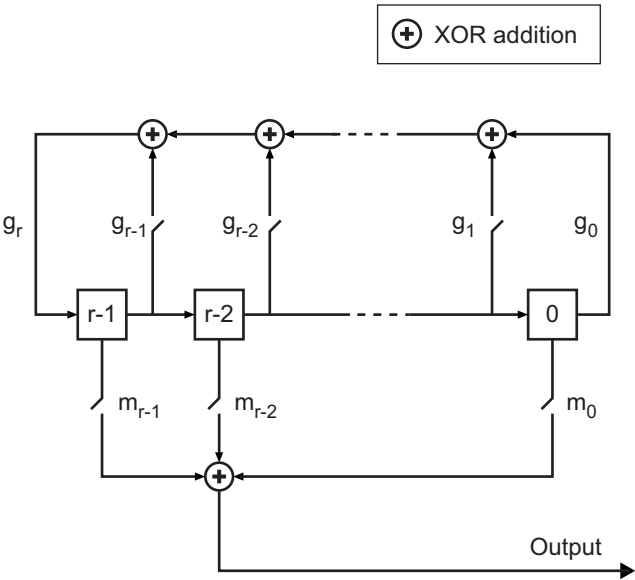 XOR addition
g_r
g_{r-1}
g_{r-2}
g_1
g_0
r-1
r-2
0
m_{r-1}
m_{r-2}
m_0
Output